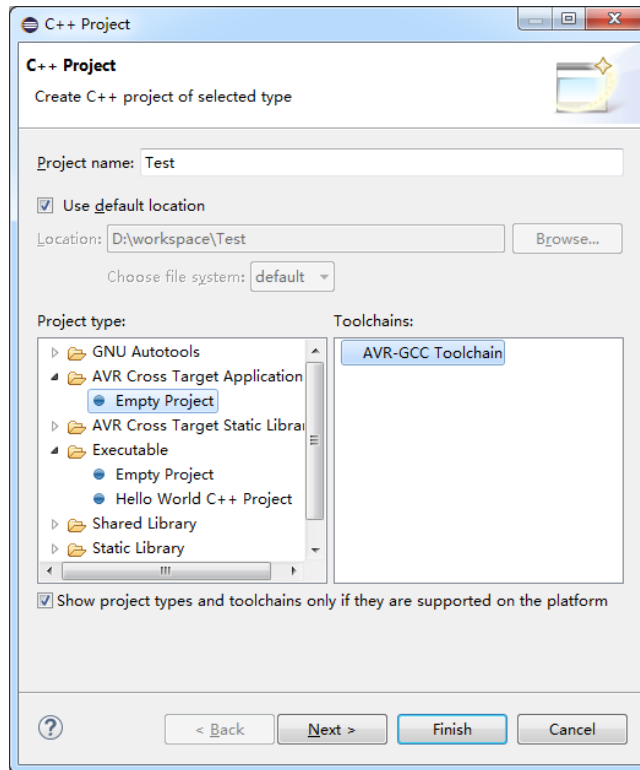 C++ Project
C++ Project
Create C++ project of selected type
Project name: Test
Use default location
Location: D:\workspace\Test Browse...
Choose file system: default
Project type: Toolchains:
GNU Autotools AVR-GCC Toolchain
AVR Cross Target Application
Empty Project
AVR Cross Target Static Librar
Executable
Empty Project
Hello World C++ Project
Shared Library
Static Library
Show project types and toolchains only if they are supported on the platform
? < Back Next > Finish Cancel